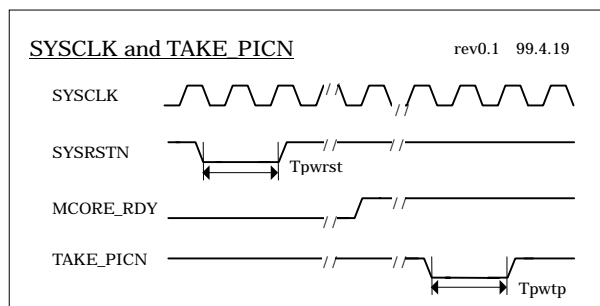 SYSCLK and TAKE_PICN rev0.1 99.4.19
SYSCLK
SYSRSTN
Tpwrst
MCORE_RDY
TAKE_PICN
Tpwtp